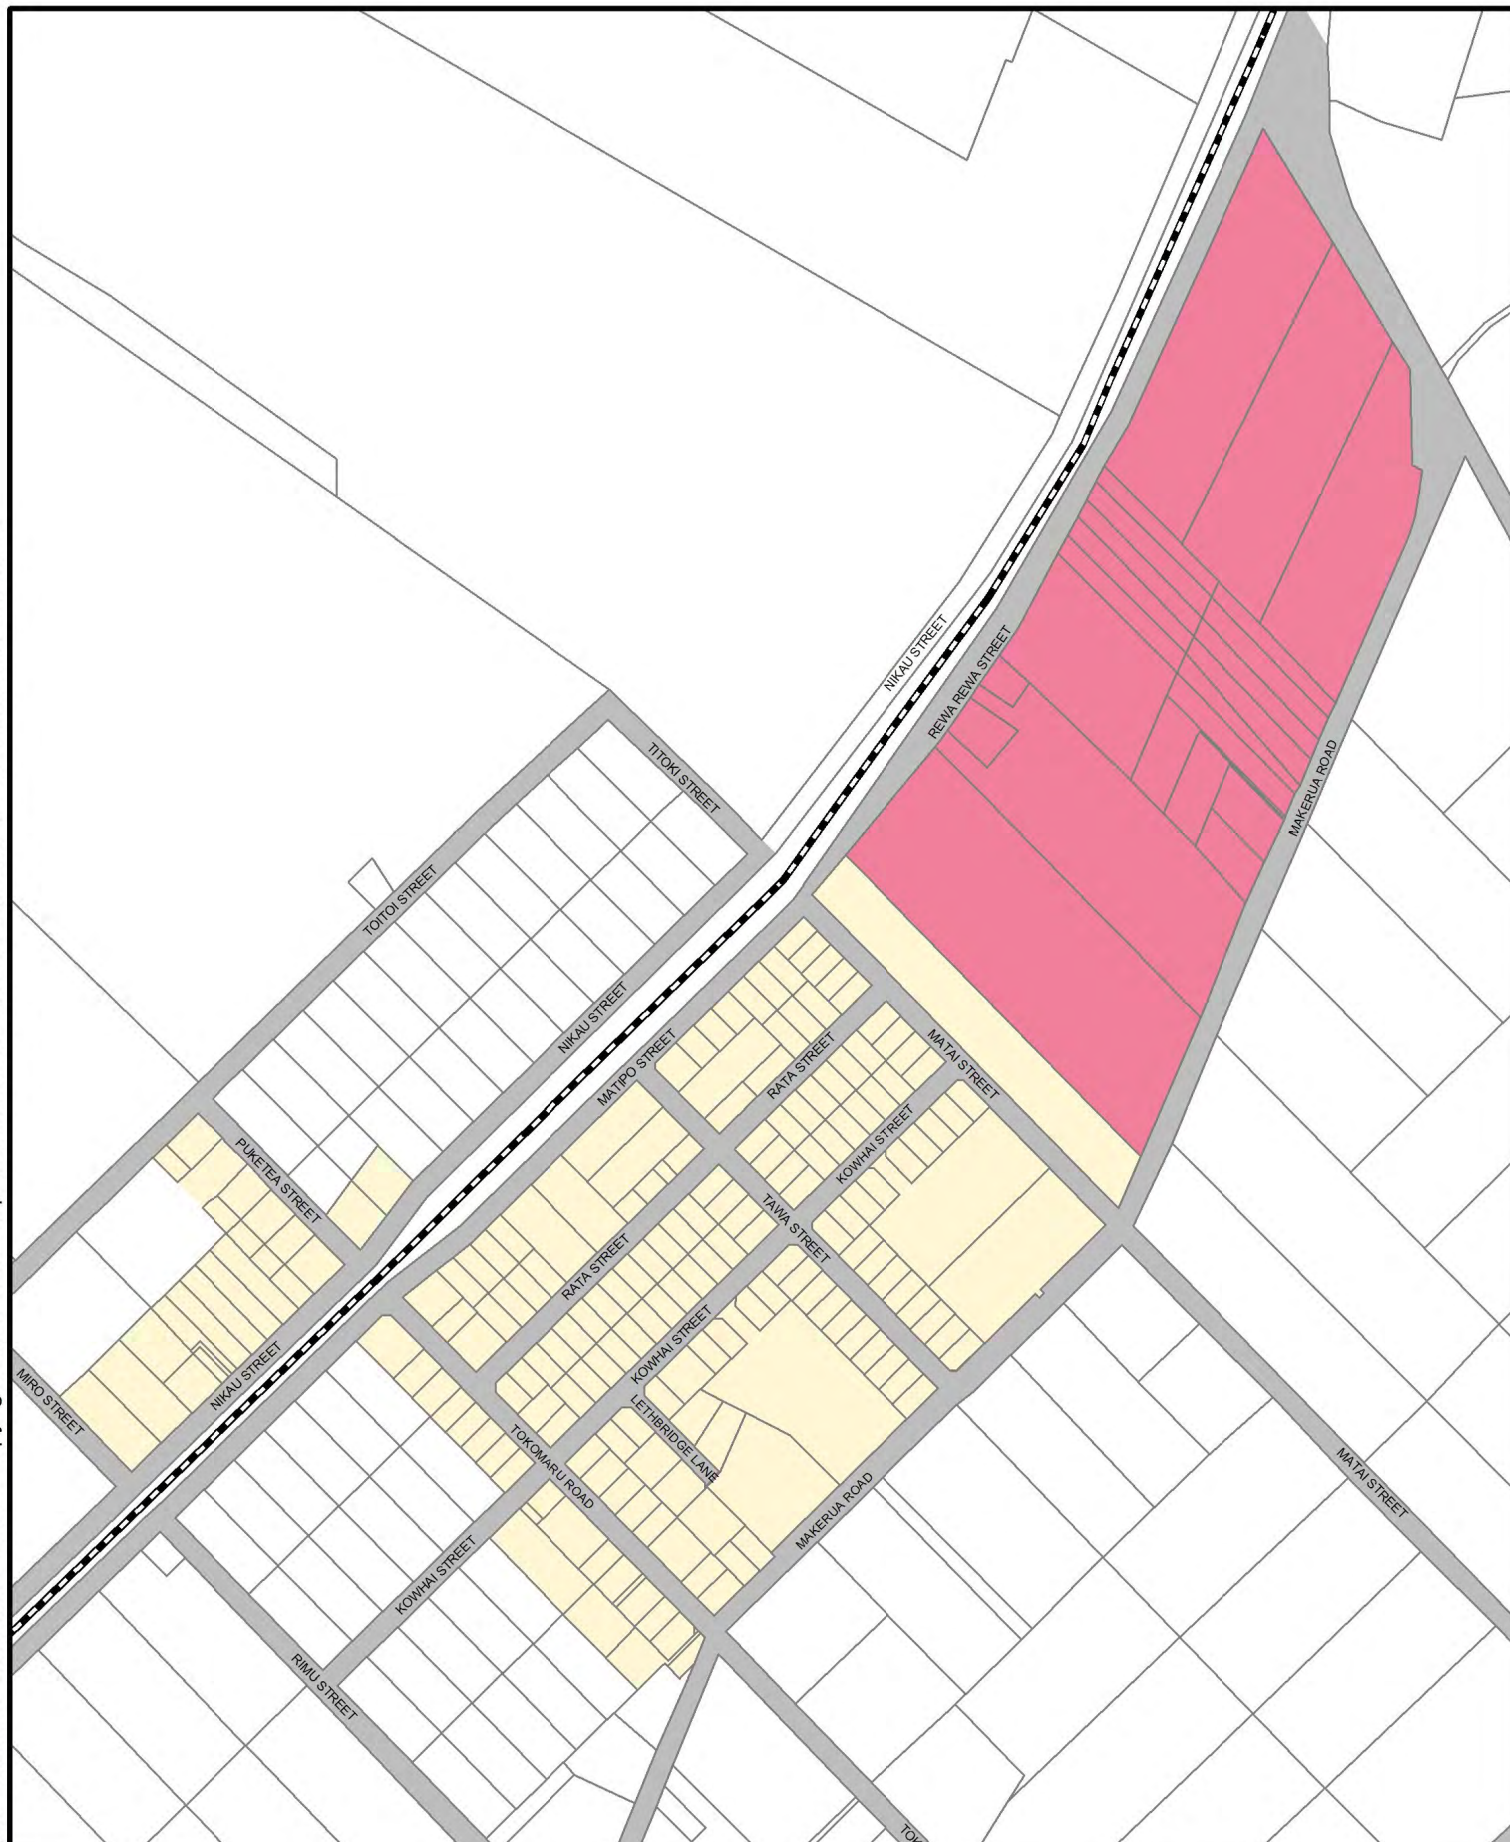 NIKAU STREET
REWA REWA STREET
TITOKI STREET
MAKERUA ROAD
TOITOI STREET
NIKAU STREET
MATIPO STREET
RATA STREET
MATAI STREET
KOWHAI STREET
PUKETEA STREET
TAWA STREET
RATA STREET
KOWHAI STREET
NIKAU STREET
MIRO STREET
LETHBRIDGE LANE
TOKOMARU ROAD
MAKERUA ROAD
MATAI STREET
KOWHAI STREET
RIMU STREET